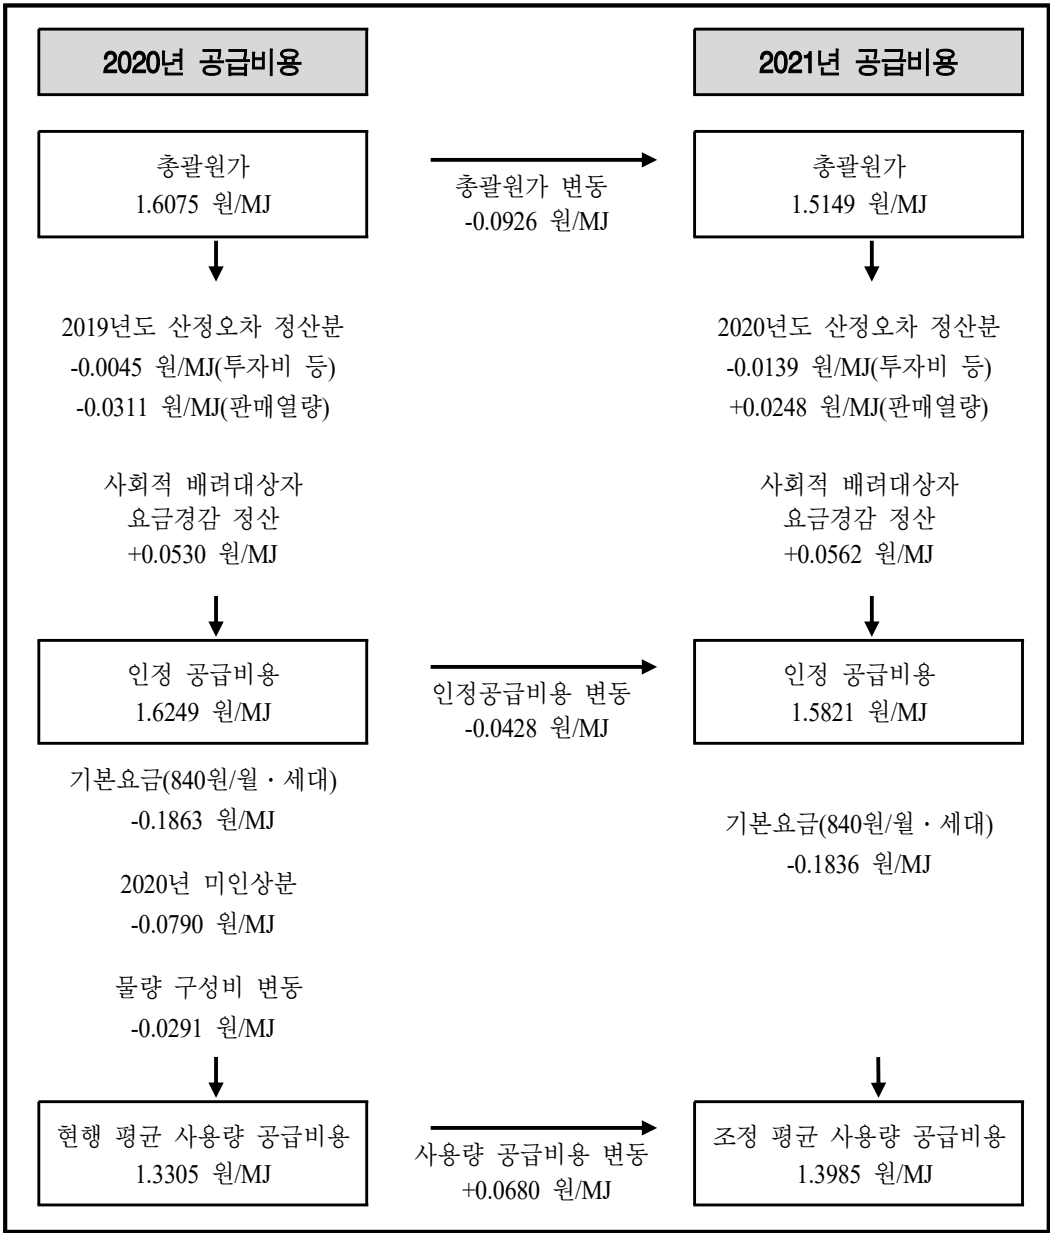 2020년 공급비용
2021년 공급비용
총괄원가
1.6075 원/MJ
총괄원가 변동
-0.0926 원/MJ
총괄원가
1.5149 원/MJ
2019년도 산정오차 정산분
-0.0045 원/MJ(투자비 등)
-0.0311 원/MJ(판매열량)
2020년도 산정오차 정산분
-0.0139 원/MJ(투자비 등)
+0.0248 원/MJ(판매열량)
사회적 배려대상자
요금경감 정산
+0.0530 원/MJ
사회적 배려대상자
요금경감 정산
+0.0562 원/MJ
인정 공급비용
1.6249 원/MJ
인정공급비용 변동
-0.0428 원/MJ
인정 공급비용
1.5821 원/MJ
기본요금(840원/월・세대)
-0.1863 원/MJ
기본요금(840원/월・세대)
-0.1836 원/MJ
2020년 미인상분
-0.0790 원/MJ
물량 구성비 변동
-0.0291 원/MJ
현행 평균 사용량 공급비용
1.3305 원/MJ
사용량 공급비용 변동
+0.0680 원/MJ
조정 평균 사용량 공급비용
1.3985 원/MJ